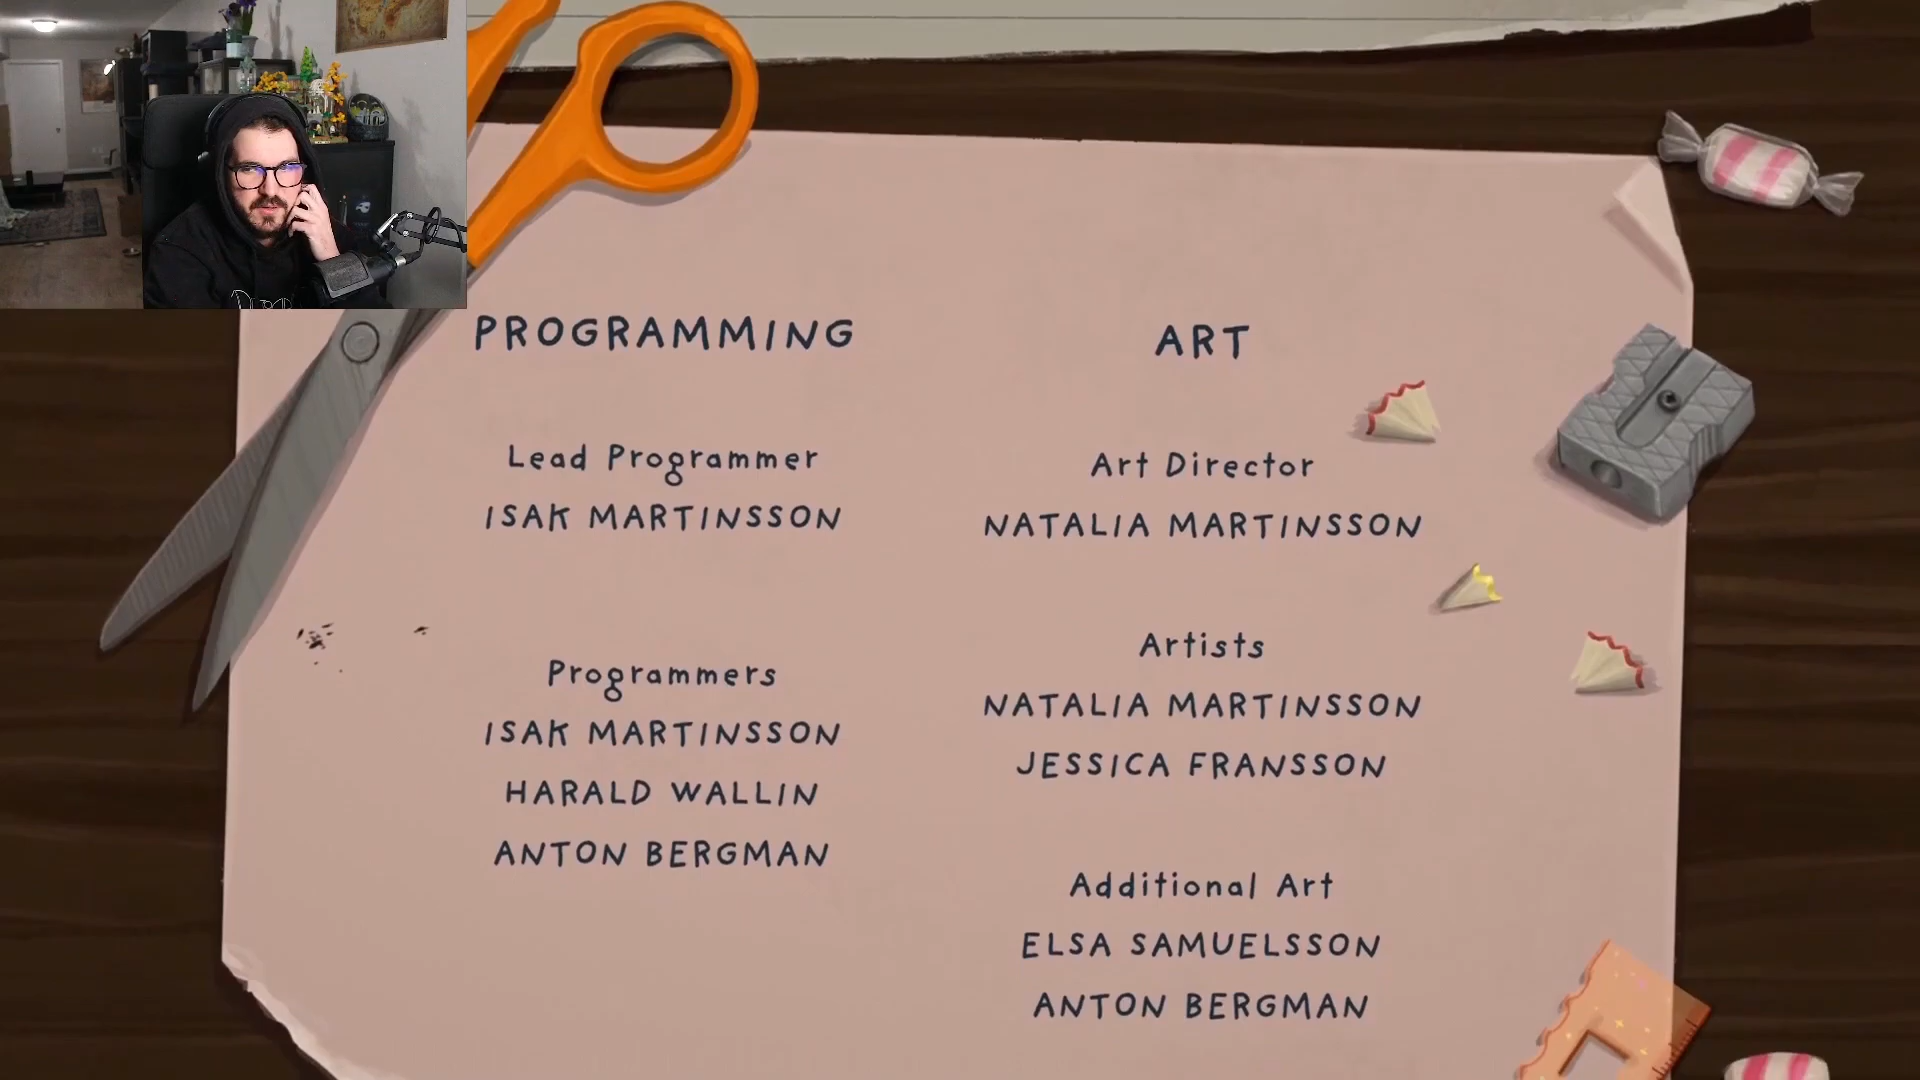 PROGRAMMING
Lead Programmer
ISAK MARTINSSON
Programmers
ISAK MARTINSSON
HARALD WALLIN
ANTON BERGMAN
ART
Art Director
NATALIA MARTINSSON
Artists
NATALIA MARTINSSON
JESSICA FRANSSON
Additional Art
ELSA SAMUELSSON
ANTON BERGMAN